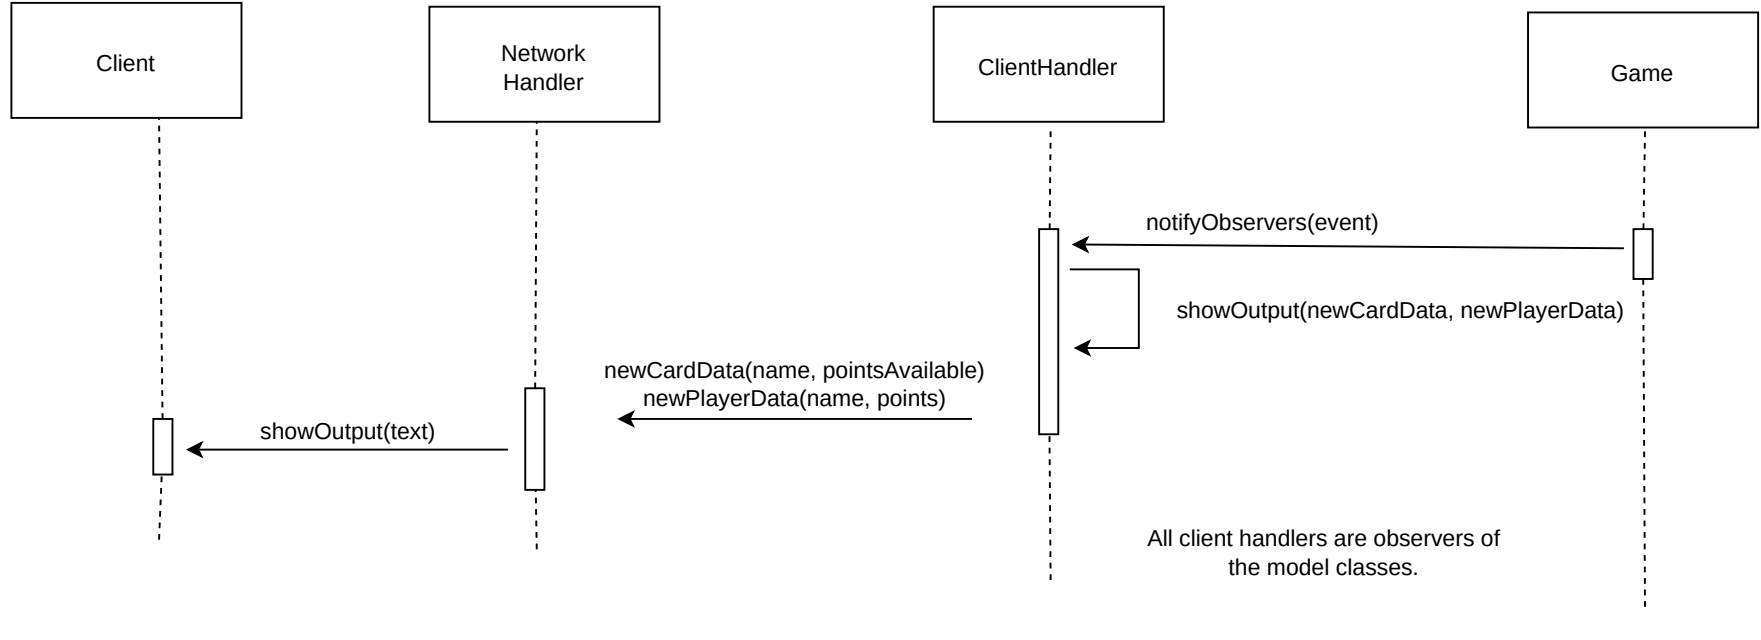 Client
Network
Handler
ClientHandler
Game
notifyObservers(event)
showOutput(newCardData, newPlayerData)
newCardData(name, pointsAvailable)
newPlayerData(name, points)
showOutput(text)
All client handlers are observers of
the model classes.